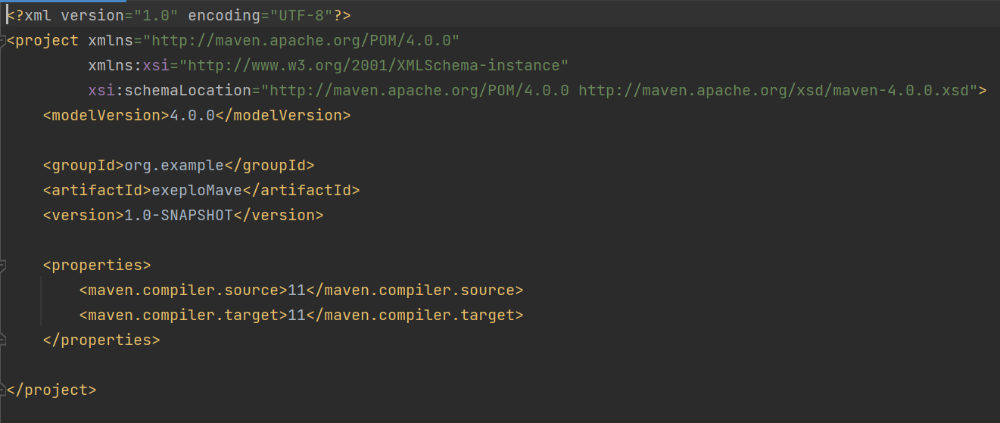 <?xml version="1.0" encoding="UTF-8"?>
<project xmlns="http://maven.apache.org/POM/4.0.0"
         xmlns:xsi="http://www.w3.org/2001/XMLSchema-instance"
         xsi:schemaLocation="http://maven.apache.org/POM/4.0.0 http://maven.apache.org/xsd/maven-4.0.0.xsd">
    <modelVersion>4.0.0</modelVersion>

    <groupId>org.example</groupId>
    <artifactId>exeploMave</artifactId>
    <version>1.0-SNAPSHOT</version>

    <properties>
        <maven.compiler.source>11</maven.compiler.source>
        <maven.compiler.target>11</maven.compiler.target>
    </properties>

</project>